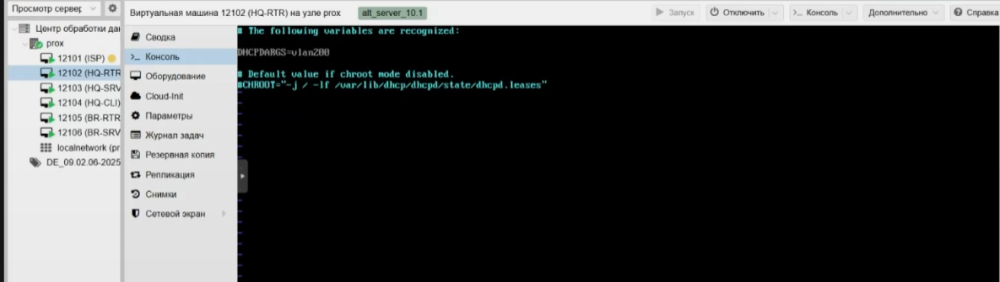 Просмотр сервер
Виртуальная машина 12102 (HQ-RTR) на узле prox
alt_server_10.1
Запуск
Отключить
Консоль
Дополнительно
Справка
Центр обработки дан
prox
12101 (ISP)
12102 (HQ-RTR
12103 (HQ-SRV
12104 (HQ-CLI)
12105 (BR-RTR
12106 (BR-SRV
localnetwork (pr
DE_09.02.06-2025
Сводка
Консоль
Оборудование
Cloud-Init
Параметры
Журнал задач
Резервная копия
Репликация
Снимки
Сетевой экран
# The following variables are recognized:
DHCPDARGS=vlan200
# Default value if chroot mode disabled.
#CHROOT="-j / -lf /var/lib/dhcp/dhcpd/state/dhcpd.leases"